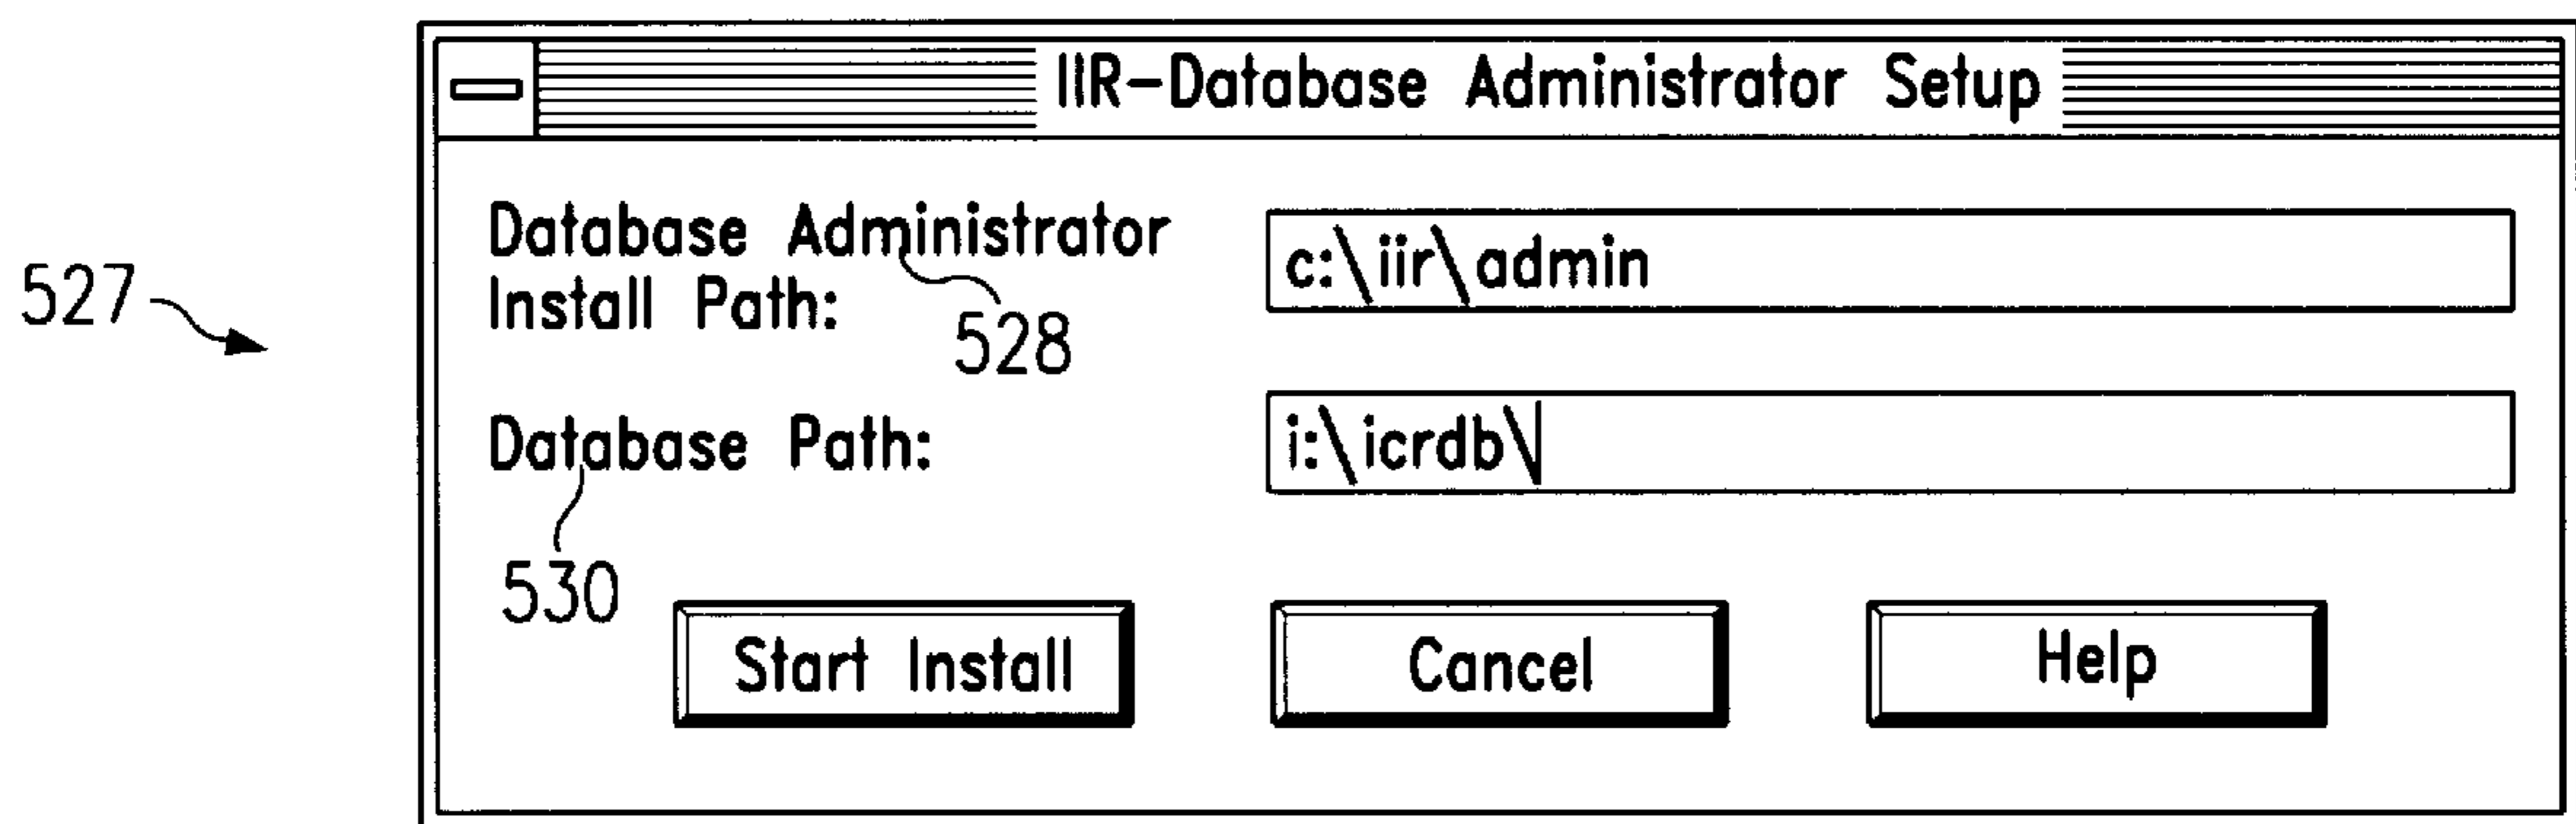 IIR-Database Administrator Setup
Database Administrator
Install Path:
c:\iir\admin
527
528
Database Path:
i:\icrdb\
530
Start Install
Cancel
Help